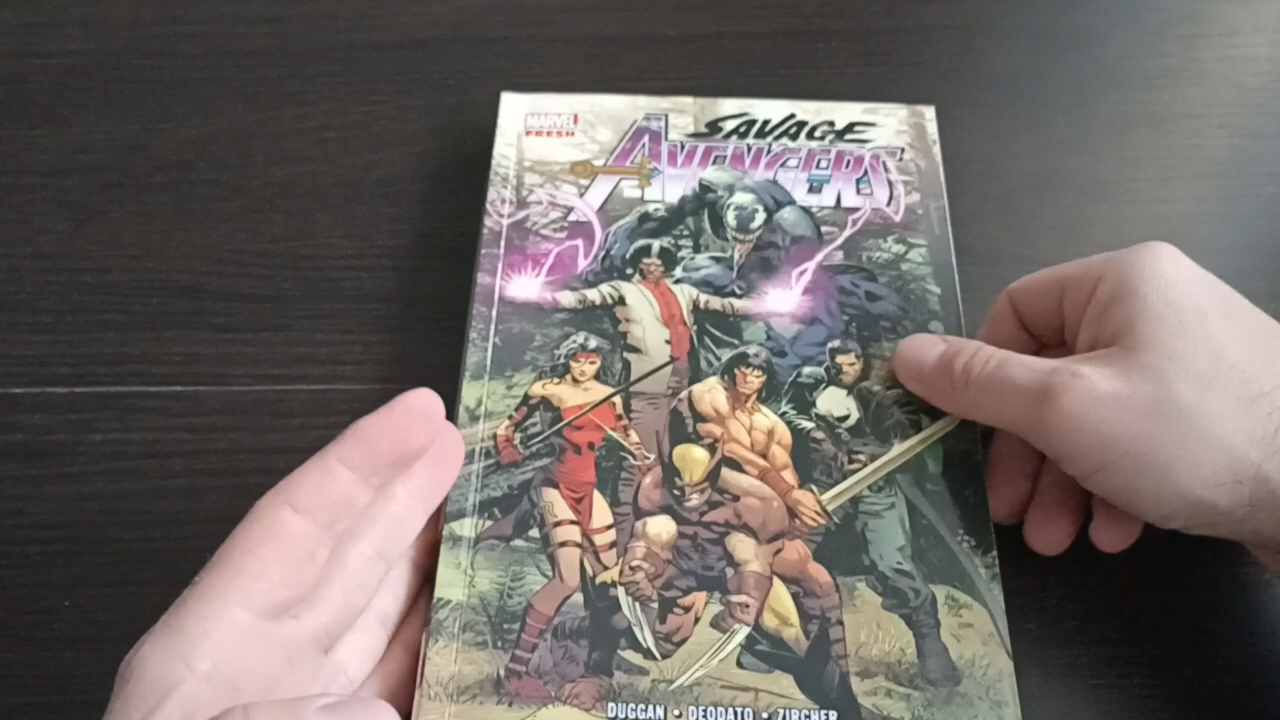 MARVEL
FRESH
SAVAGE
AVENGERS
DUGGAN • DEODATO • ZIRCHER